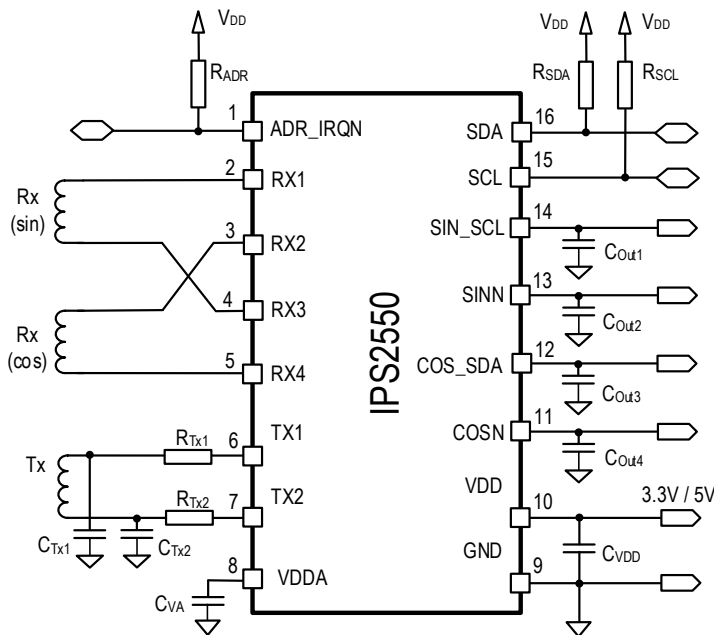 VDD
VDD
VDD
RADR
RSDA
RSCL
1
ADR_IRQN
SDA
16
2
RX1
SCL
15
Rx
(sin)
3
RX2
SIN_SCL
14
COut1
4
RX3
SINN
13
COut2
Rx
(cos)
5
RX4
COS_SDA
12
COut3
IPS2550
Tx
RTx1
6
TX1
COSN
11
COut4
RTx2
7
TX2
VDD
10
3.3V / 5V
CTx1
CTx2
8
VDDA
GND
9
CVDD
CVA